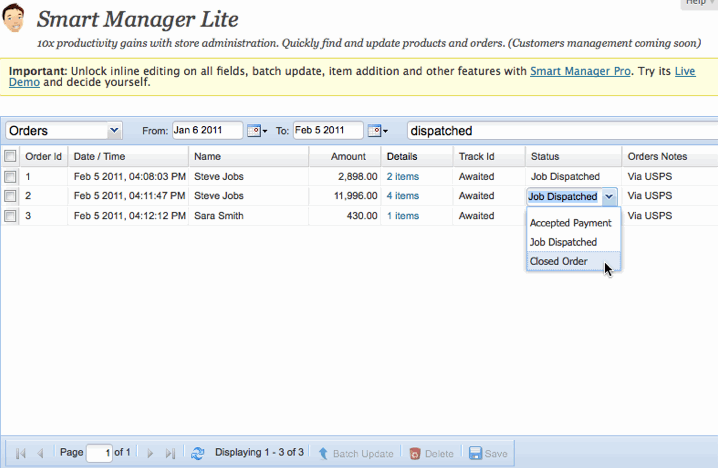 Help
Smart Manager Lite
10x productivity gains with store administration. Quickly find and update products and orders. (Customers management coming soon)
Important: Unlock inline editing on all fields, batch update, item addition and other features with Smart Manager Pro. Try its Live
Demo and decide yourself.
Orders From: Jan 6 2011 To: Feb 5 2011 dispatched
Order Id Date / Time Name Amount Details Track Id Status Orders Notes
1 Feb 5 2011, 04:08:03 PM Steve Jobs 2,898.00 2 items Awaited Job Dispatched Via USPS
2 Feb 5 2011, 04:11:47 PM Steve Jobs 11,996.00 4 items Awaited Job Dispatched Via USPS
3 Feb 5 2011, 04:12:12 PM Sara Smith 430.00 1 items Awaited Via USPS
Accepted Payment
Job Dispatched
Closed Order
Page 1 of 1 Displaying 1 - 3 of 3 Batch Update Delete Save